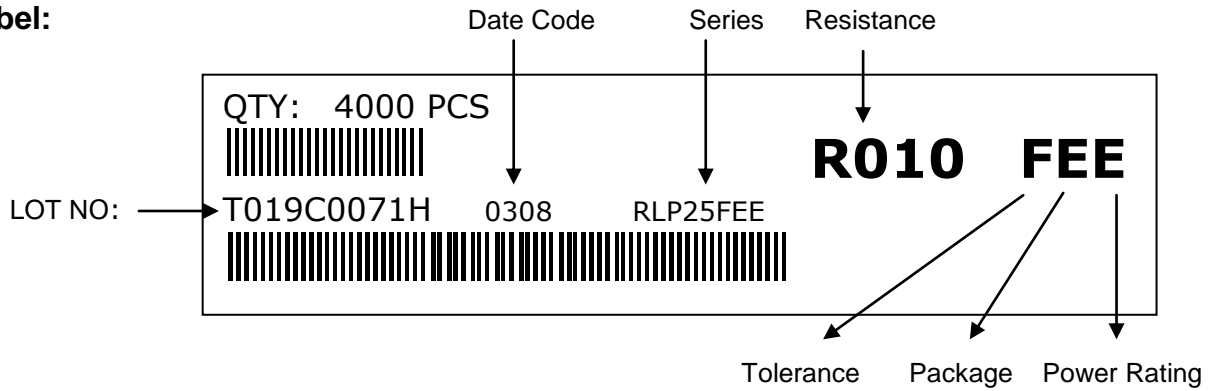 bel:
Date Code Series Resistance
QTY: 4000 PCS
R010 FEE
LOT NO: T019C0071H 0308 RLP25FEE
Tolerance Package Power Rating